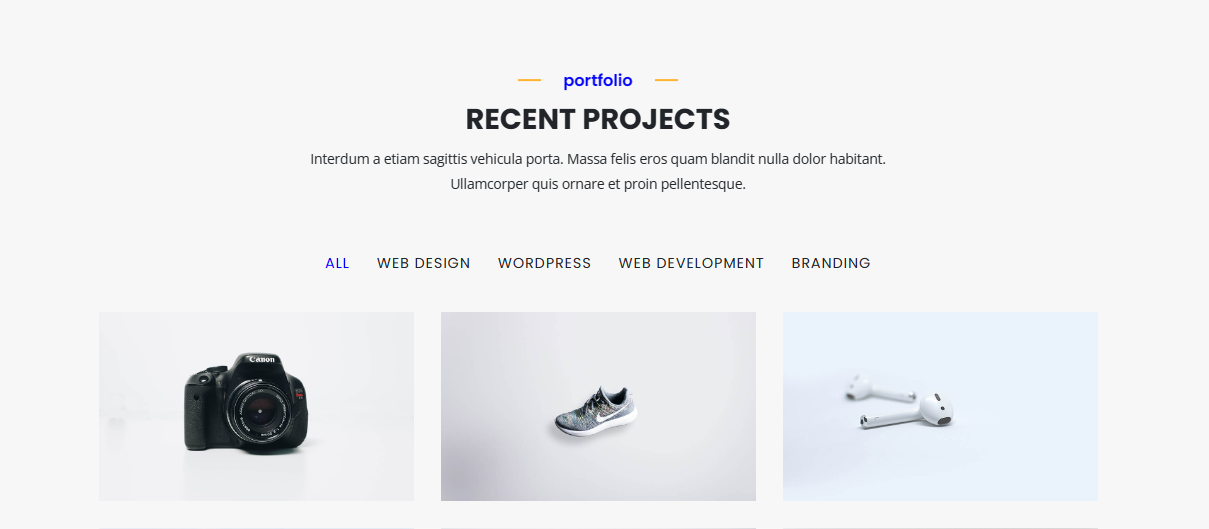 portfolio
RECENT PROJECTS
Interdum a etiam sagittis vehicula porta. Massa felis eros quam blandit nulla dolor habitant.
Ullamcorper quis ornare et proin pellentesque.
ALL WEB DESIGN WORDPRESS WEB DEVELOPMENT BRANDING
Canon